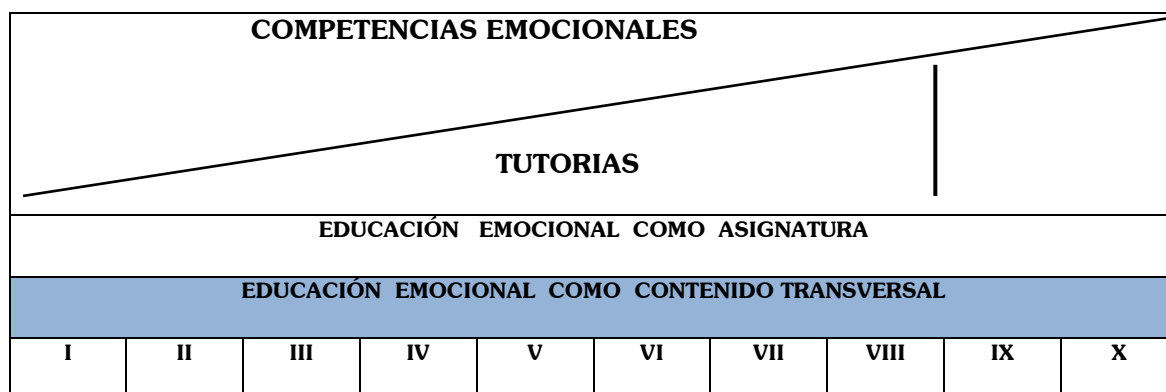 COMPETENCIAS EMOCIONALES
TUTORIAS
EDUCACIÓN EMOCIONAL COMO ASIGNATURA
EDUCACIÓN EMOCIONAL COMO CONTENIDO TRANSVERSAL
I II III IV V VI VII VIII IX X